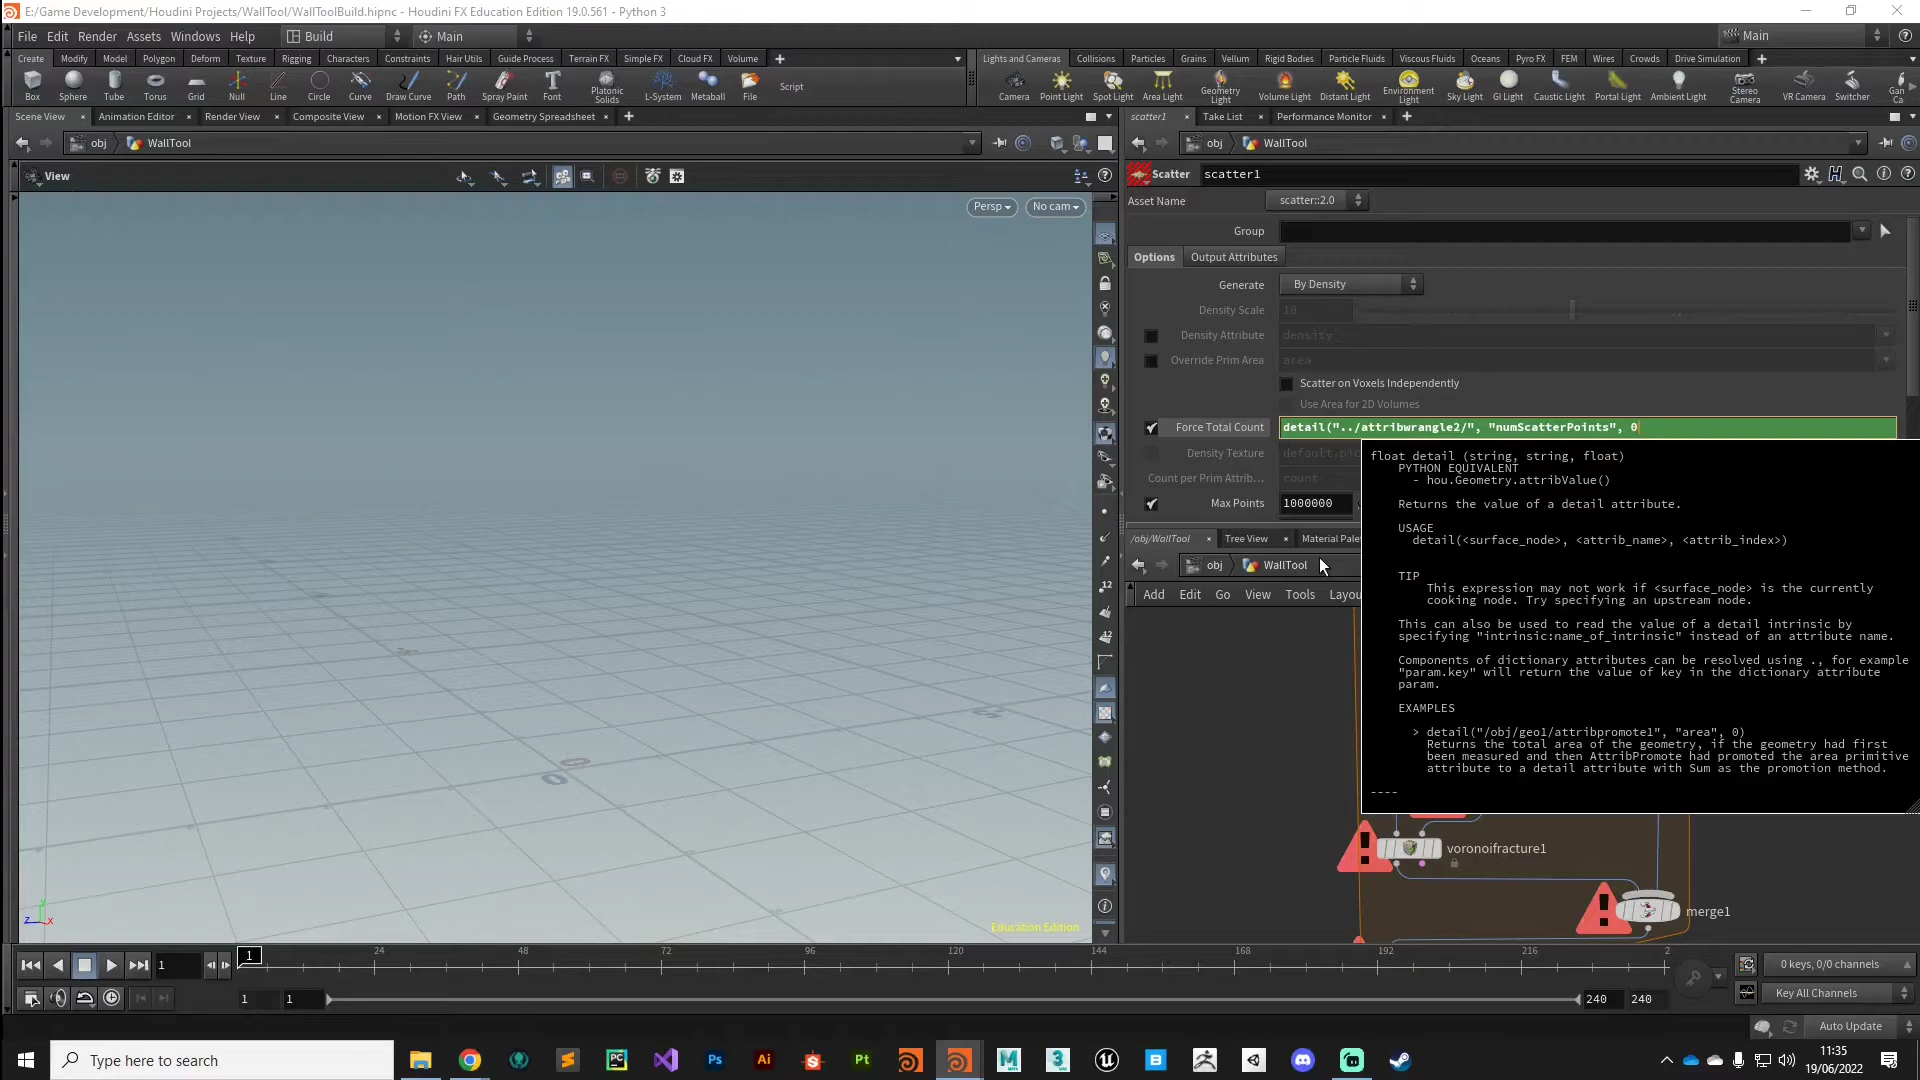 E:/Game Development/Houdini Projects/WallTool/WallToolBuild.hipnc - Houdini FX Education Edition 19.0.561 - Python 3
File Edit Render Assets Windows Help Build Main Main
Create Modify Model Polygon Deform Texture Rigging Characters Constraints Hair Utils Guide Process Terrain FX Simple FX Cloud FX Volume
Lights and Cameras Collisions Particles Grains Vellum Rigid Bodies Particle Fluids Viscous Fluids Oceans Pyro FX FEM Wires Crowds Drive Simulation
Box Sphere Tube Torus Grid Null Line Circle Curve Draw Curve Path Spray Paint Font Platonic Solids L-System Metaball File Script
Camera Point Light Spot Light Area Light Geometry Light Volume Light Distant Light Environment Light Sky Light GI Light Caustic Light Portal Light Ambient Light Stereo Camera VR Camera Switcher
Scene View Animation Editor Render View Composite View Motion FX View Geometry Spreadsheet
scatter1 Take List Performance Monitor
obj WallTool
obj WallTool
View
Scatter scatter1
Asset Name scatter::2.0
Persp No cam
Group
Options Output Attributes
Generate By Density
Density Scale 10
Density Attribute density
Override Prim Area area
Scatter on Voxels Independently
Use Area for 2D Volumes
Force Total Count detail("../attribwrangle2/", "numScatterPoints", 0
Density Texture default.pic
Count per Prim Attrib... count
Max Points 1000000
float detail (string, string, float)
PYTHON EQUIVALENT
- hou.Geometry.attribValue()
Returns the value of a detail attribute.
USAGE
detail(<surface_node>, <attrib_name>, <attrib_index>)
TIP
This expression may not work if <surface_node> is the currently
cooking node. Try specifying an upstream node.
This can also be used to read the value of a detail intrinsic by
specifying "intrinsic:name_of_intrinsic" instead of an attribute name.
Components of dictionary attributes can be resolved using ., for example
"param.key" will return the value of key in the dictionary attribute
param.
EXAMPLES
> detail("/obj/geo1/attribpromote1", "area", 0)
Returns the total area of the geometry, if the geometry had first
been measured and then AttribPromote had promoted the area primitive
attribute to a detail attribute with Sum as the promotion method.
----
/obj/WallTool Tree View Material Pale
obj WallTool
Add Edit Go View Tools Layou
voronoifracture1
merge1
Education Edition
1 1 24 48 72 96 120 144 168 192 216 2
0 keys, 0/0 channels
1 1 240 240 Key All Channels
Auto Update
Type here to search
11:35
19/06/2022